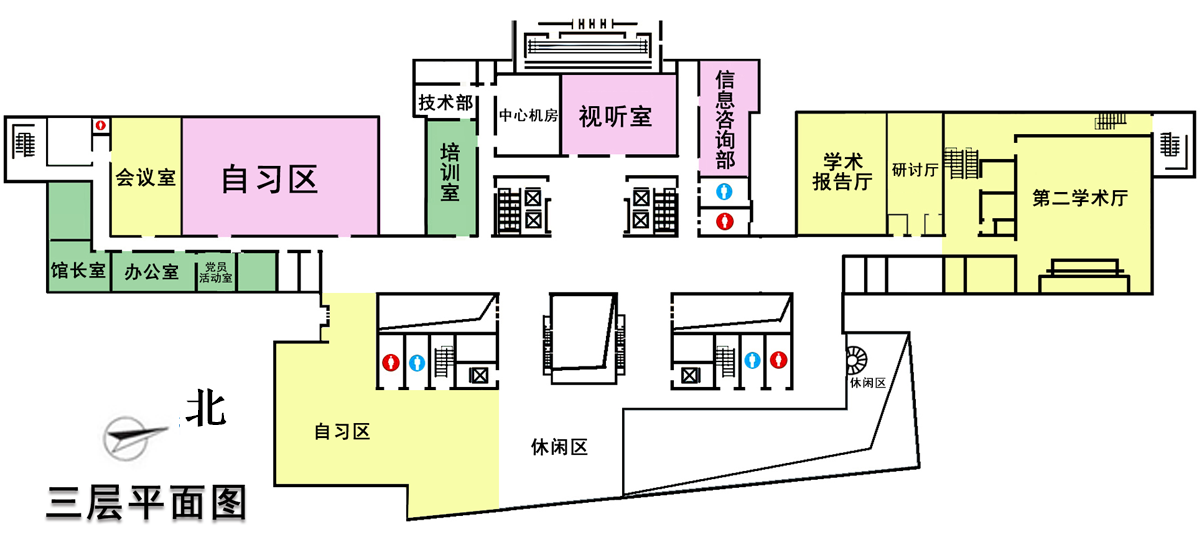 信息咨询部
技术部
中心机房
视听室
培训室
会议室
自习区
学术
报告厅
研讨厅
第二学术厅
馆长室
办公室
党员
活动室
休闲区
北
自习区
休闲区
三层平面图